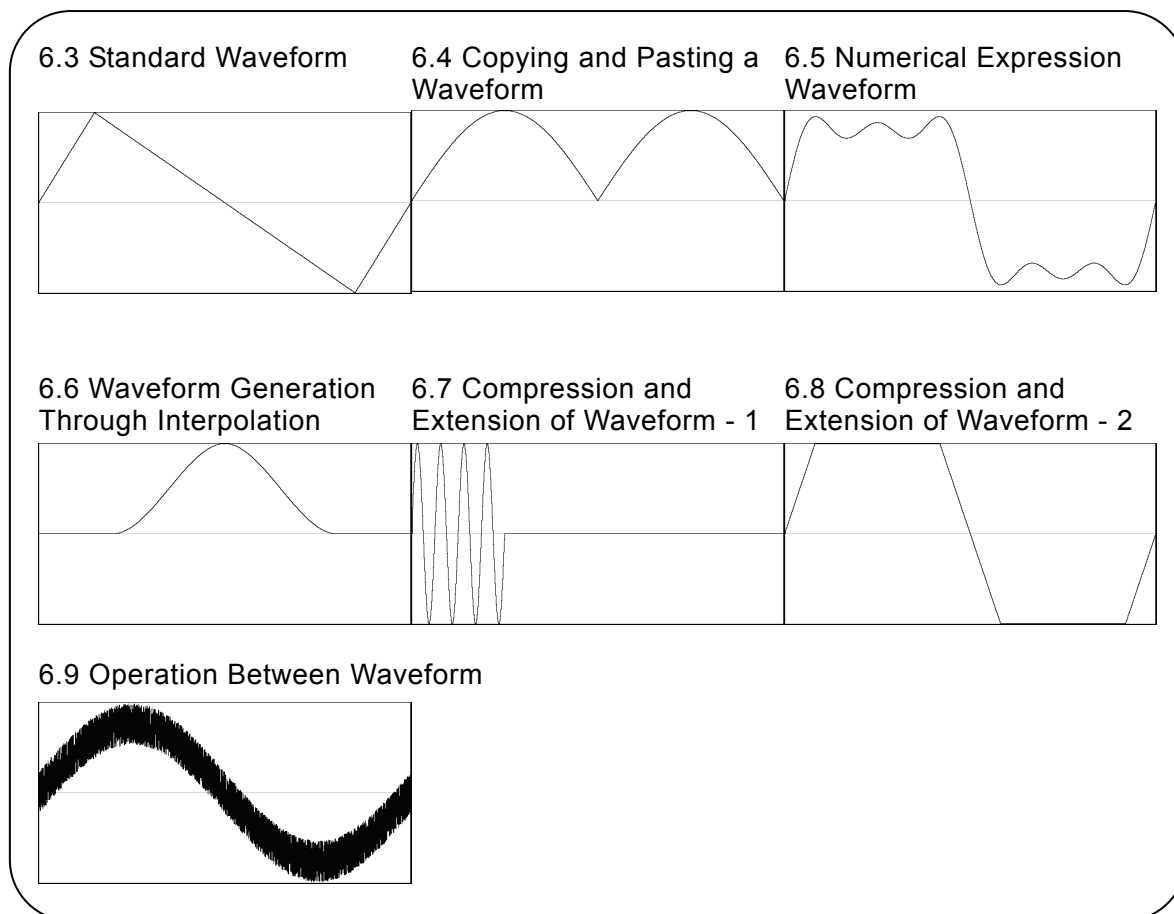 6.3 Standard Waveform
6.4 Copying and Pasting a
Waveform
6.5 Numerical Expression
Waveform
6.6 Waveform Generation
Through Interpolation
6.7 Compression and
Extension of Waveform - 1
6.8 Compression and
Extension of Waveform - 2
6.9 Operation Between Waveform